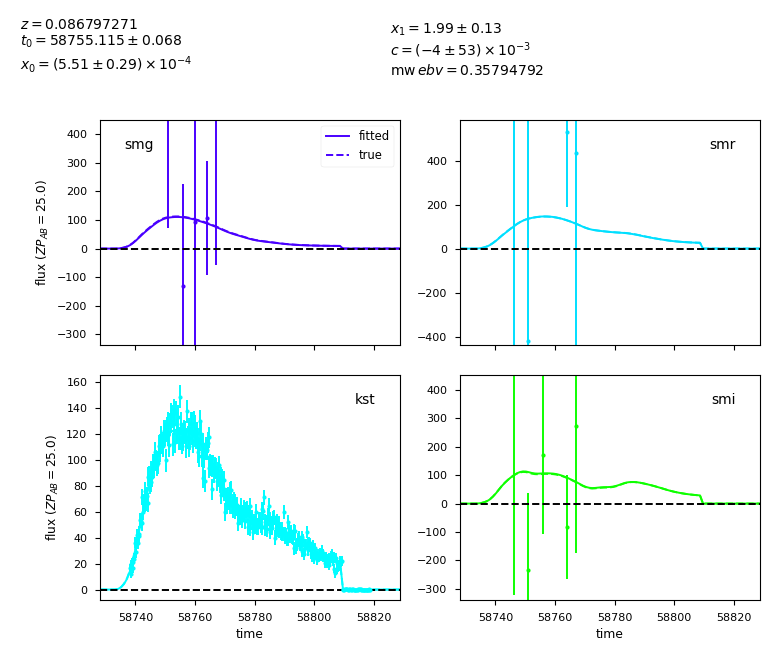 z = 0.086797271
t₀ = 58755.115 ± 0.068
x₀ = (5.51 ± 0.29) × 10⁻⁴
x₁ = 1.99 ± 0.13
c = (−4 ± 53) × 10⁻³
mw ebv = 0.35794792
smg
fitted
true
400
300
200
100
0
−100
−200
−300
flux (ZP_AB = 25.0)
smr
400
200
0
−200
−400
kst
160
140
120
100
80
60
40
20
0
flux (ZP_AB = 25.0)
58740 58760 58780 58800 58820
time
smi
400
300
200
100
0
−100
−200
−300
58740 58760 58780 58800 58820
time